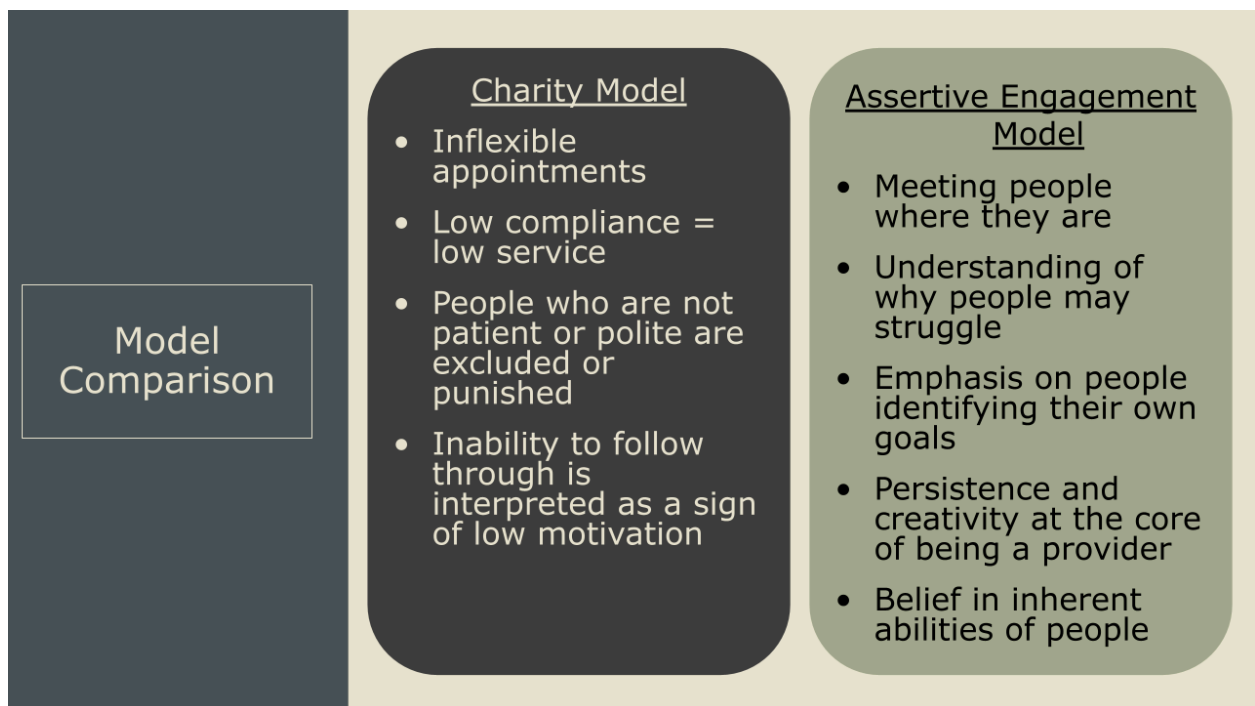 Model
Comparison
Charity Model
• Inflexible
appointments
• Low compliance =
low service
• People who are not
patient or polite are
excluded or
punished
• Inability to follow
through is
interpreted as a sign
of low motivation
Assertive Engagement
Model
• Meeting people
where they are
• Understanding of
why people may
struggle
• Emphasis on people
identifying their own
goals
• Persistence and
creativity at the core
of being a provider
• Belief in inherent
abilities of people